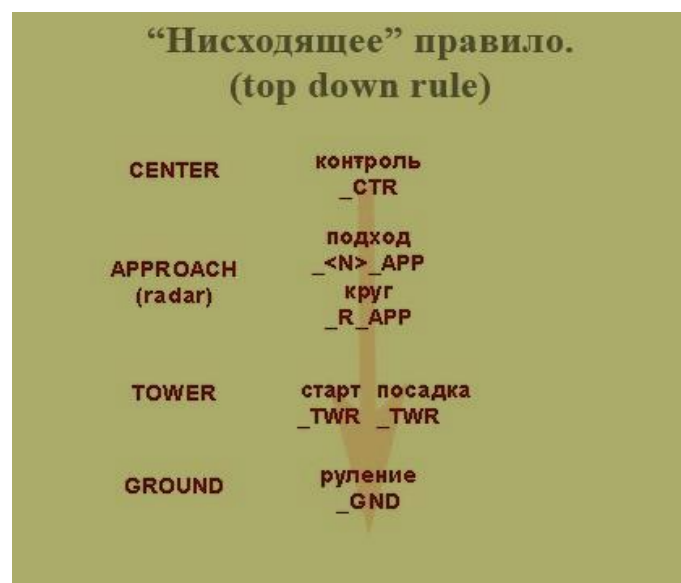 “Нисходящее” правило.
(top down rule)
CENTER
контроль
_CTR
APPROACH
(radar)
подход
_<N>_APP
круг
_R_APP
TOWER
старт посадка
_TWR _TWR
GROUND
руление
_GND